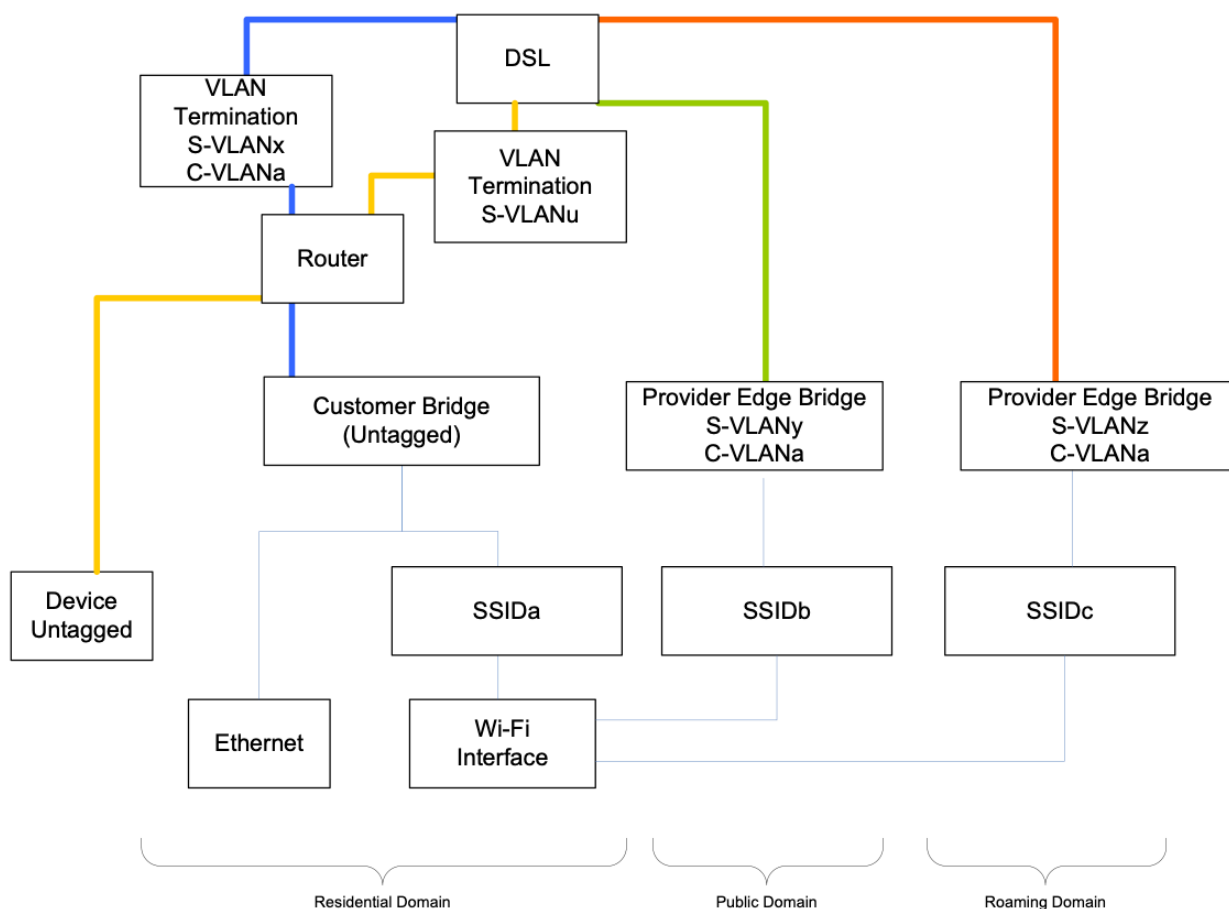 DSL
VLAN
Termination
S-VLANx
C-VLANa
VLAN
Termination
S-VLANu
Router
Customer Bridge
(Untagged)
Provider Edge Bridge
S-VLANy
C-VLANa
Provider Edge Bridge
S-VLANz
C-VLANa
Device
Untagged
SSIDa
SSIDb
SSIDc
Ethernet
Wi-Fi
Interface
Residential Domain
Public Domain
Roaming Domain